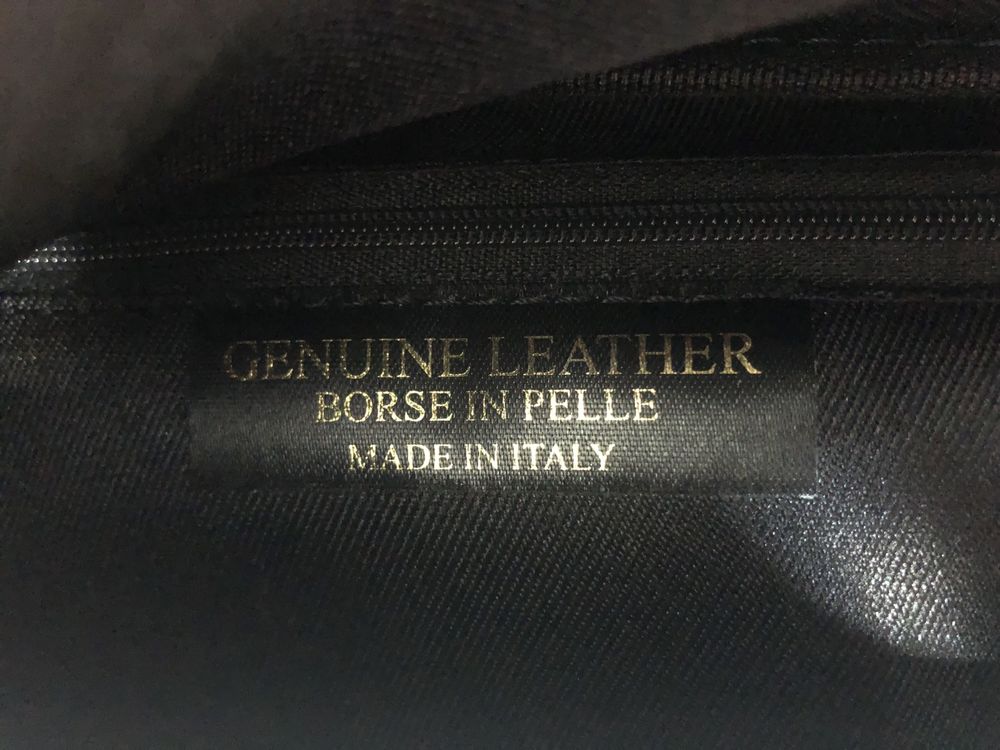 GENUINE LEATHER
BORSE IN PELLE
MADE IN ITALY